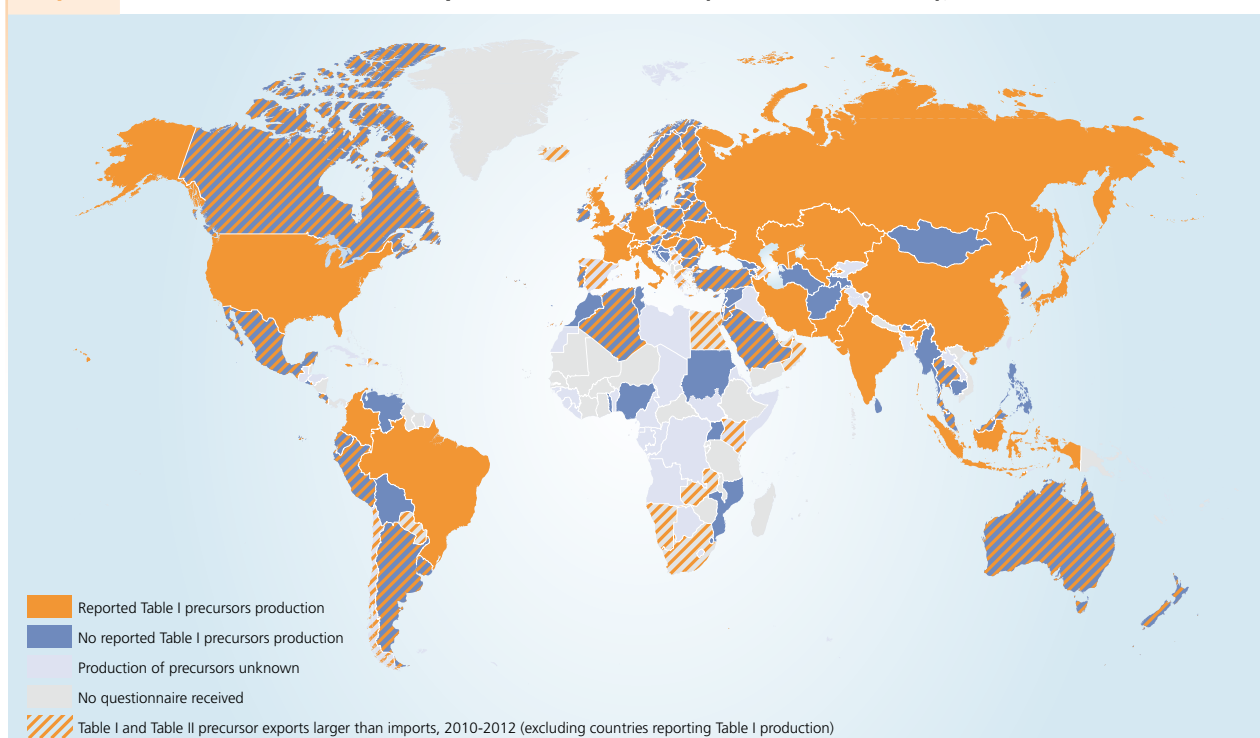 Reported Table I precursors production
No reported Table I precursors production
Production of precursors unknown
No questionnaire received
Table I and Table II precursor exports larger than imports, 2010-2012 (excluding countries reporting Table I production)